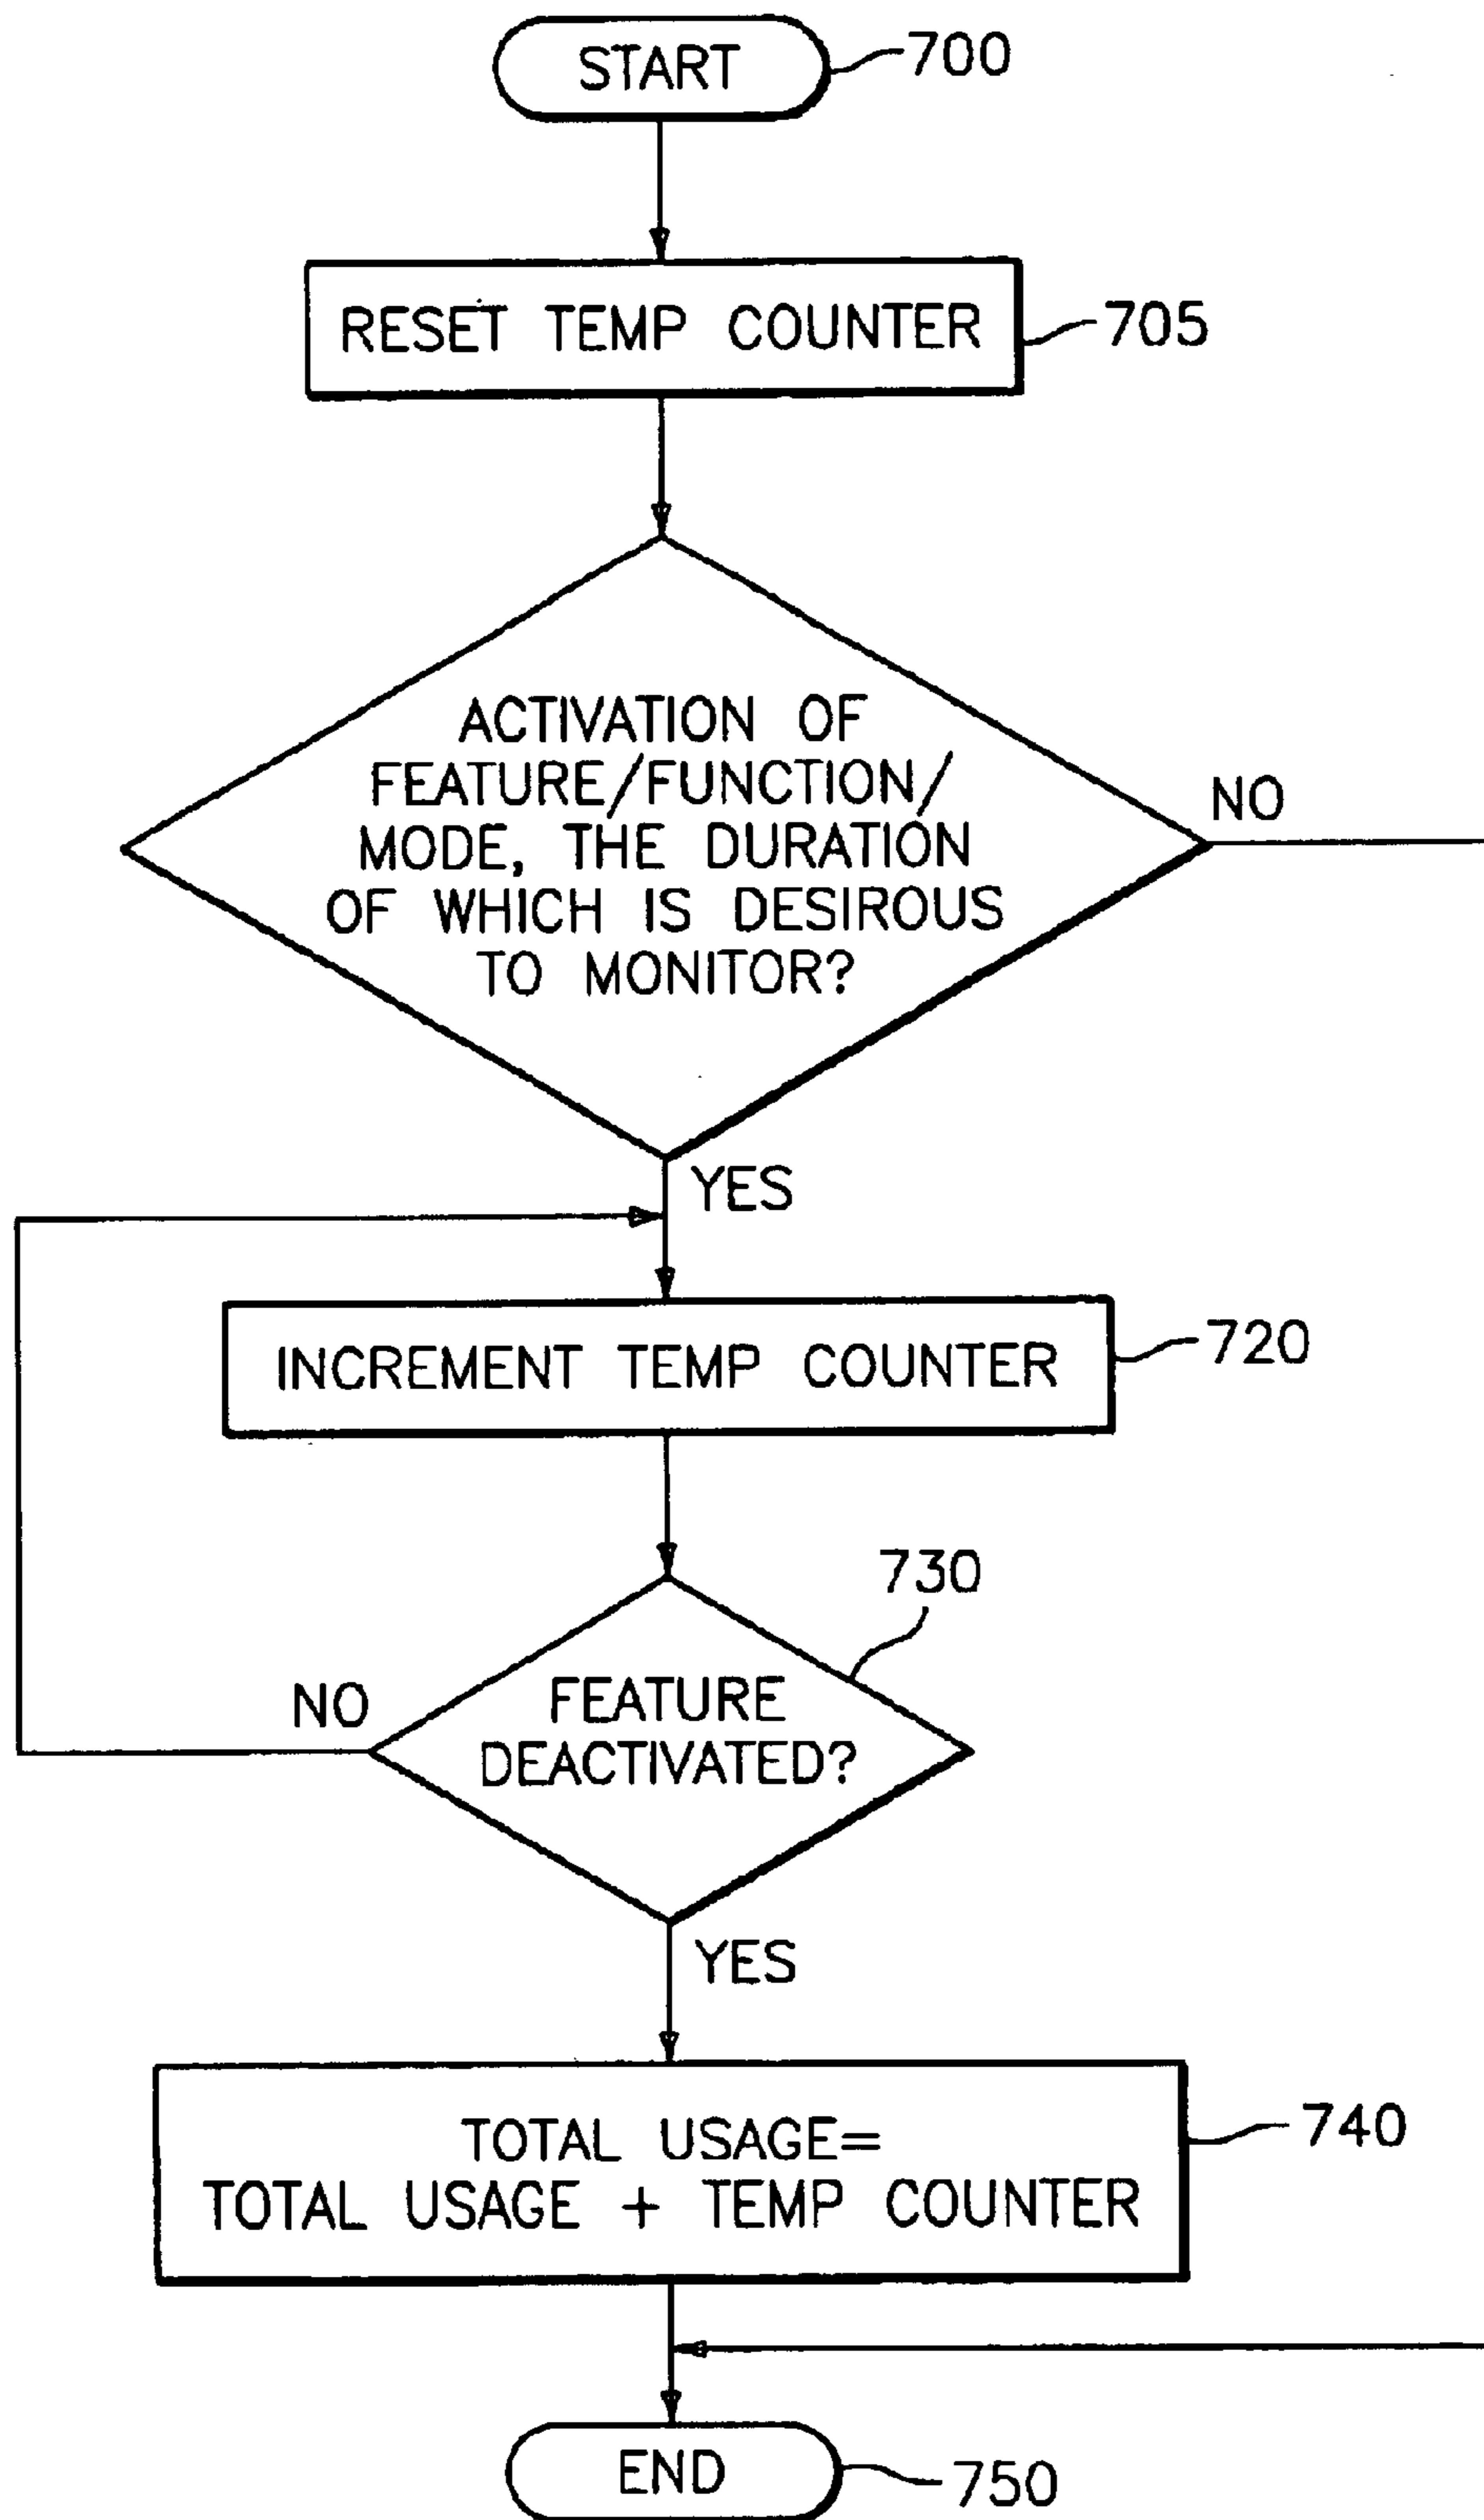 START
700
RESET TEMP COUNTER
705
ACTIVATION OF
FEATURE/FUNCTION/
MODE, THE DURATION
OF WHICH IS DESIROUS
TO MONITOR?
NO
YES
INCREMENT TEMP COUNTER
720
730
FEATURE
DEACTIVATED?
NO
YES
TOTAL USAGE=
TOTAL USAGE + TEMP COUNTER
740
END
750